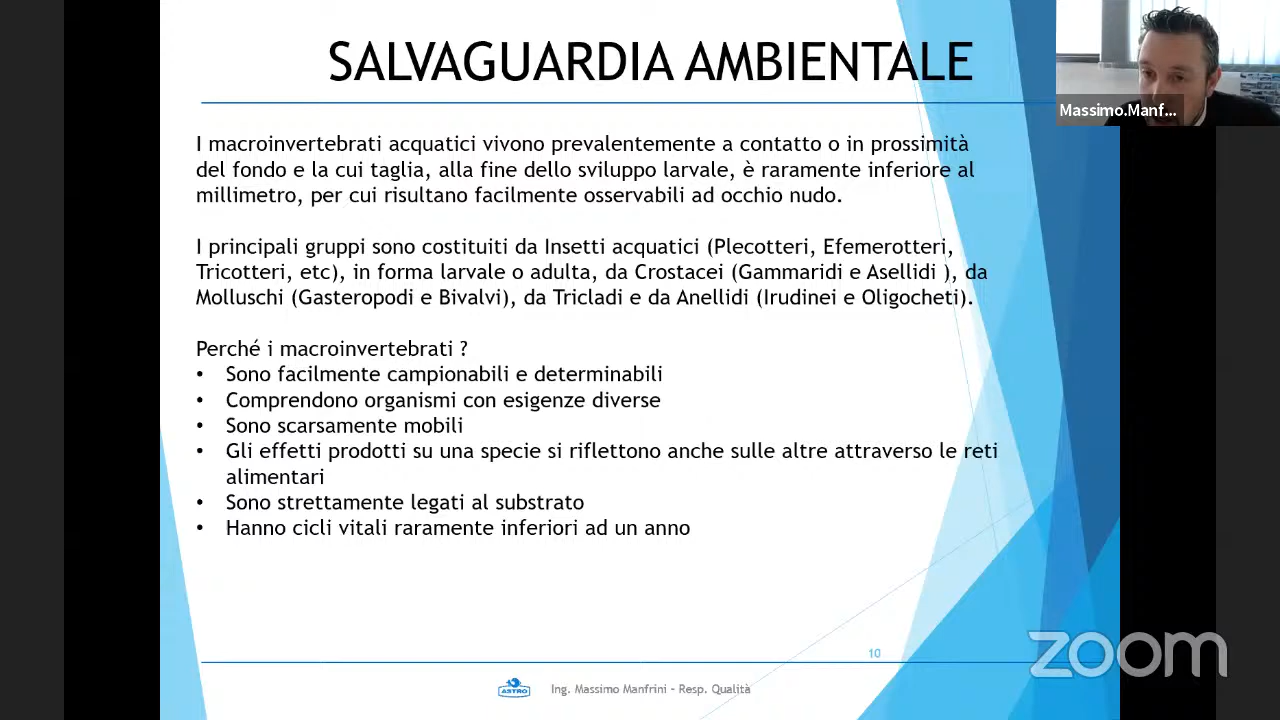 SALVAGUARDIA AMBIENTALE
Massimo.Manf...
I macroinvertebrati acquatici vivono prevalentemente a contatto o in prossimità
del fondo e la cui taglia, alla fine dello sviluppo larvale, è raramente inferiore al
millimetro, per cui risultano facilmente osservabili ad occhio nudo.
I principali gruppi sono costituiti da Insetti acquatici (Plecotteri, Efemerotteri,
Tricotteri, etc), in forma larvale o adulta, da Crostacei (Gammaridi e Asellidi ), da
Molluschi (Gasteropodi e Bivalvi), da Tricladi e da Anellidi (Irudinei e Oligocheti).
Perché i macroinvertebrati ?
• Sono facilmente campionabili e determinabili
• Comprendono organismi con esigenze diverse
• Sono scarsamente mobili
• Gli effetti prodotti su una specie si riflettono anche sulle altre attraverso le reti
alimentari
• Sono strettamente legati al substrato
• Hanno cicli vitali raramente inferiori ad un anno
10
zoom
ASTRO
Ing. Massimo Manfrini - Resp. Qualità